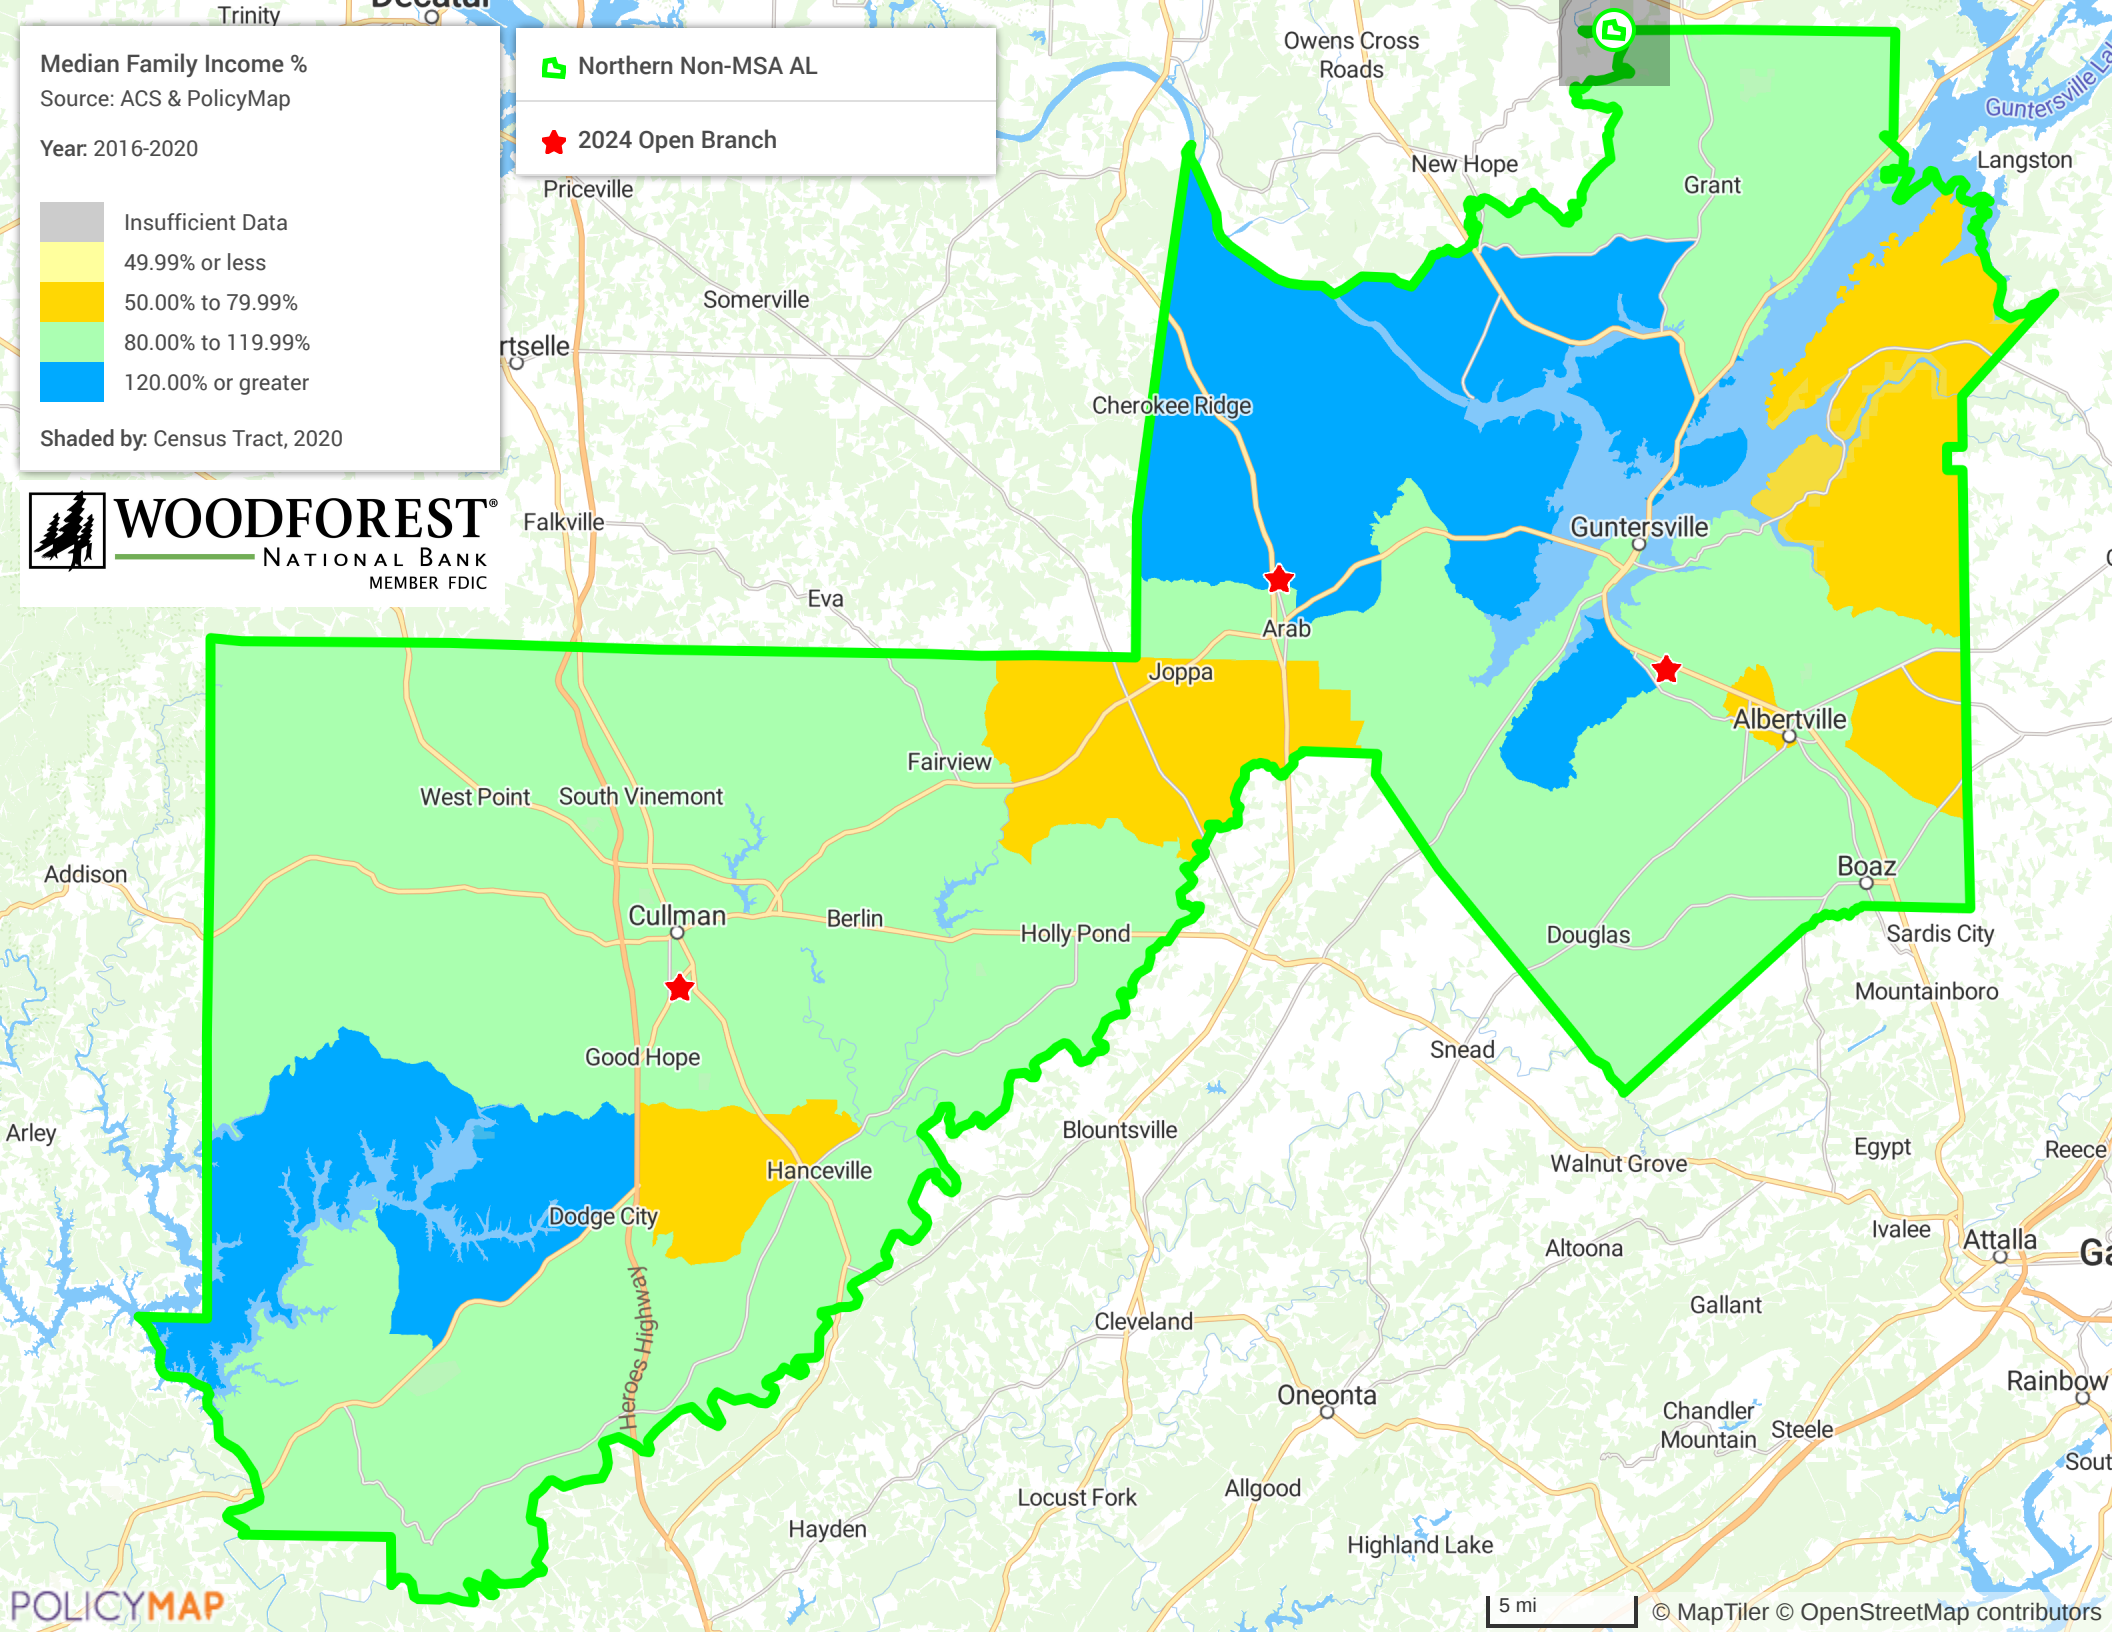 Trinity
Median Family Income %
Source: ACS & PolicyMap
Year: 2016-2020
Insufficient Data
49.99% or less
50.00% to 79.99%
80.00% to 119.99%
120.00% or greater
Shaded by: Census Tract, 2020
Northern Non-MSA AL
2024 Open Branch
WOODFOREST®
NATIONAL BANK
MEMBER FDIC
Owens Cross
Roads
Guntersville La
New Hope
Langston
Grant
Priceville
Somerville
rtselle
Cherokee Ridge
Falkville
Guntersville
Eva
Arab
Joppa
Albertville
Fairview
West Point
South Vinemont
Addison
Boaz
Cullman
Berlin
Holly Pond
Douglas
Sardis City
Mountainboro
Good Hope
Snead
Arley
Blountsville
Egypt
Reece
Walnut Grove
Hanceville
Dodge City
Ivalee
Attalla
Ga
Altoona
Heroes Highway
Gallant
Cleveland
Rainbow
Oneonta
Chandler
Mountain
Steele
Sout
Allgood
Locust Fork
Hayden
Highland Lake
POLICYMAP
5 mi
© MapTiler © OpenStreetMap contributors